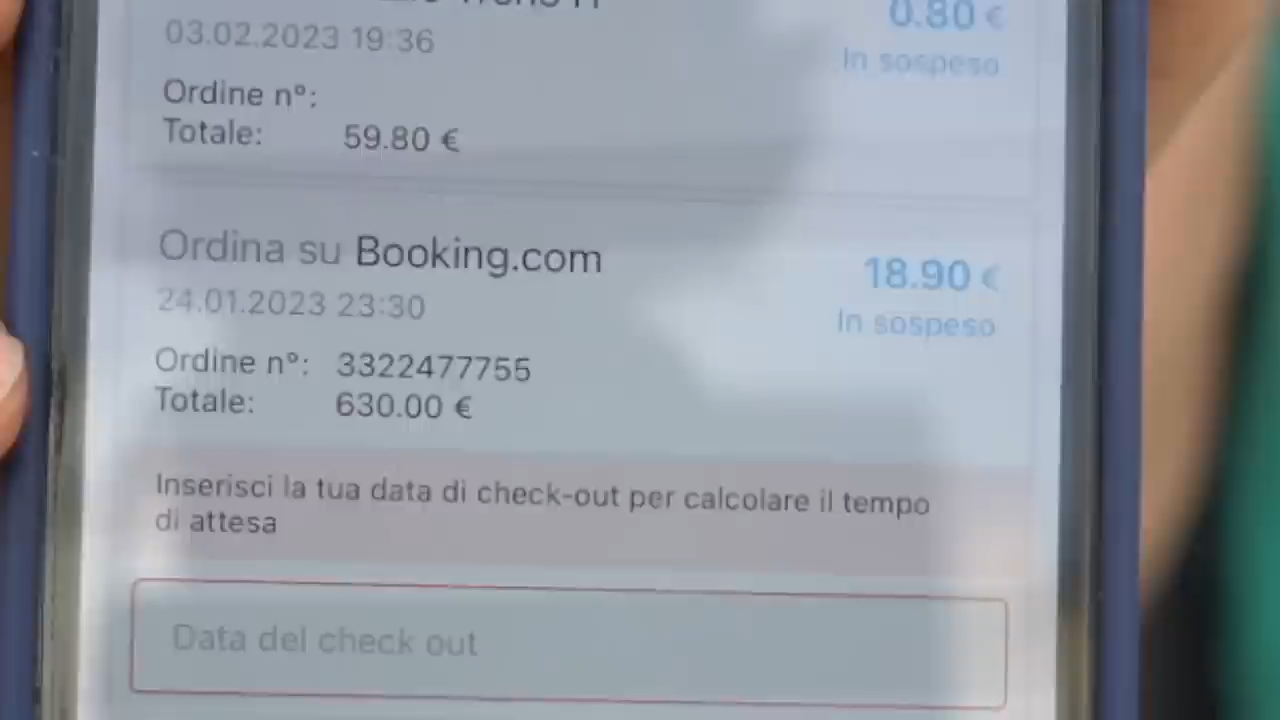 0.80 €
03.02.2023 19:36
In sospeso
Ordine n°:
Totale: 59.80 €
Ordina su Booking.com
18.90 €
24.01.2023 23:30
In sospeso
Ordine n°: 3322477755
Totale: 630.00 €
Inserisci la tua data di check-out per calcolare il tempo
di attesa
Data del check out